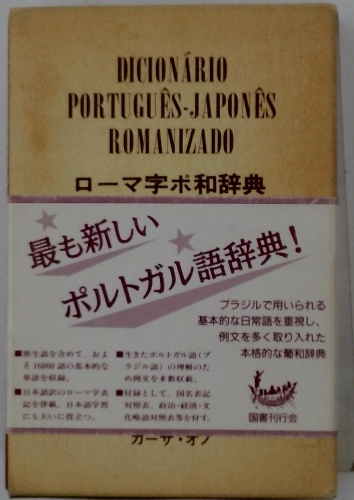 DICIONÁRIO
PORTUGUÊS-JAPONÊS
ROMANIZADO
ローマ字ポ和辞典
最も新しい
ポルトガル語辞典!
ブラジルで用いられる
基本的な日常語を重視し、
例文を多く取り入れた
本格的な葡和辞典
■派生語を含めて、およ
そ16000語の基本的な
単語を収録。
■日本語訳のローマ字表
記を併載。日本語学習
にも大いに役立つ。
■生きたポルトガル語(ブ
ラジル語)の理解のた
め例文を多数収載。
■付録として、国名表記
対照表、政治・経済・文
化略語対照表等を付す。
国書刊行会
カーサ・オノ